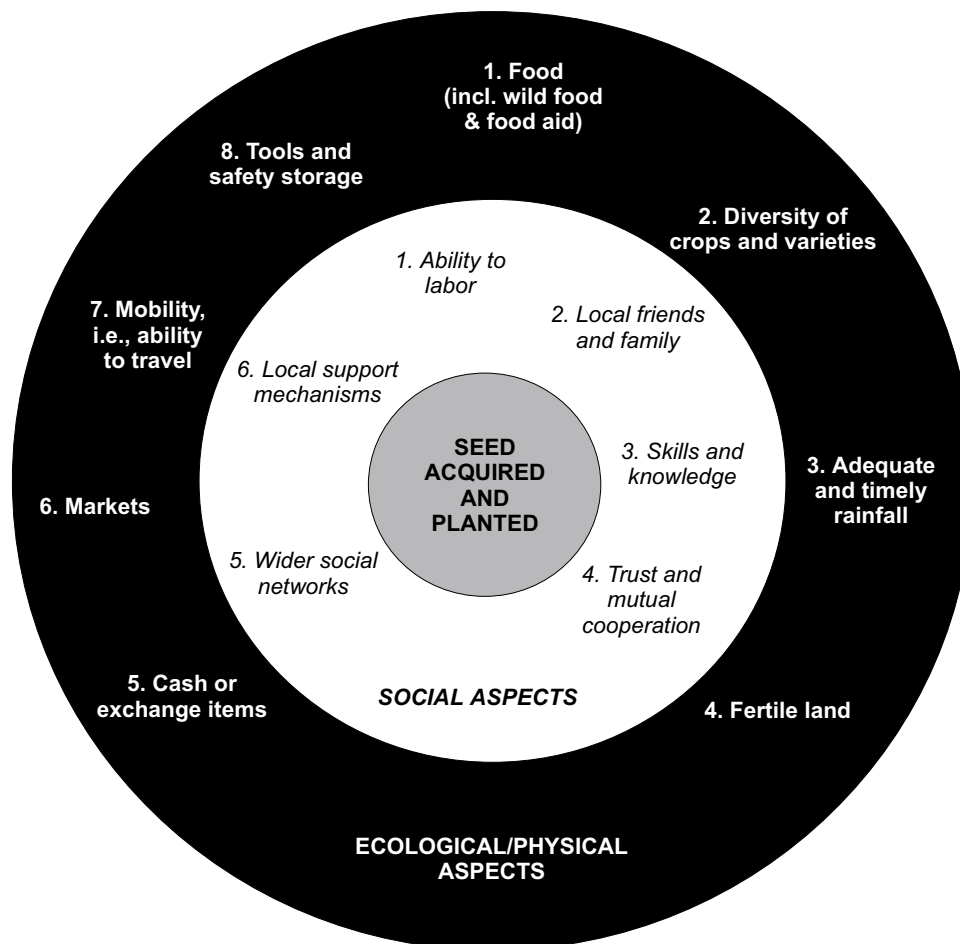 1. Food
(incl. wild food
& food aid)
2. Diversity of
crops and varieties
3. Adequate
and timely
rainfall
4. Fertile land
5. Cash or
exchange items
6. Markets
7. Mobility,
i.e., ability
to travel
8. Tools and
safety storage
ECOLOGICAL/PHYSICAL
ASPECTS
1. Ability to
labor
2. Local friends
and family
3. Skills and
knowledge
4. Trust and
mutual
cooperation
5. Wider social
networks
6. Local support
mechanisms
SOCIAL ASPECTS
SEED
ACQUIRED
AND
PLANTED